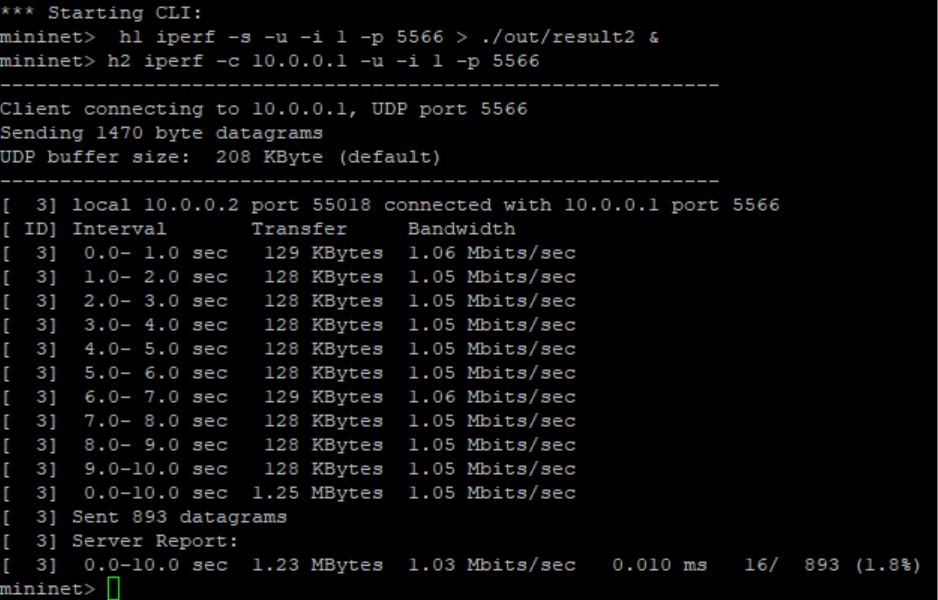 *** Starting CLI:
mininet>  h1 iperf -s -u -i 1 -p 5566 > ./out/result2 &
mininet> h2 iperf -c 10.0.0.1 -u -i 1 -p 5566
------------------------------------------------------------
Client connecting to 10.0.0.1, UDP port 5566
Sending 1470 byte datagrams
UDP buffer size:  208 KByte (default)
------------------------------------------------------------
[  3] local 10.0.0.2 port 55018 connected with 10.0.0.1 port 5566
[ ID] Interval       Transfer     Bandwidth
[  3]  0.0- 1.0 sec   129 KBytes  1.06 Mbits/sec
[  3]  1.0- 2.0 sec   128 KBytes  1.05 Mbits/sec
[  3]  2.0- 3.0 sec   128 KBytes  1.05 Mbits/sec
[  3]  3.0- 4.0 sec   128 KBytes  1.05 Mbits/sec
[  3]  4.0- 5.0 sec   128 KBytes  1.05 Mbits/sec
[  3]  5.0- 6.0 sec   128 KBytes  1.05 Mbits/sec
[  3]  6.0- 7.0 sec   129 KBytes  1.06 Mbits/sec
[  3]  7.0- 8.0 sec   128 KBytes  1.05 Mbits/sec
[  3]  8.0- 9.0 sec   128 KBytes  1.05 Mbits/sec
[  3]  9.0-10.0 sec   128 KBytes  1.05 Mbits/sec
[  3]  0.0-10.0 sec  1.25 MBytes  1.05 Mbits/sec
[  3] Sent 893 datagrams
[  3] Server Report:
[  3]  0.0-10.0 sec  1.23 MBytes  1.03 Mbits/sec   0.010 ms   16/  893 (1.8%)
mininet>